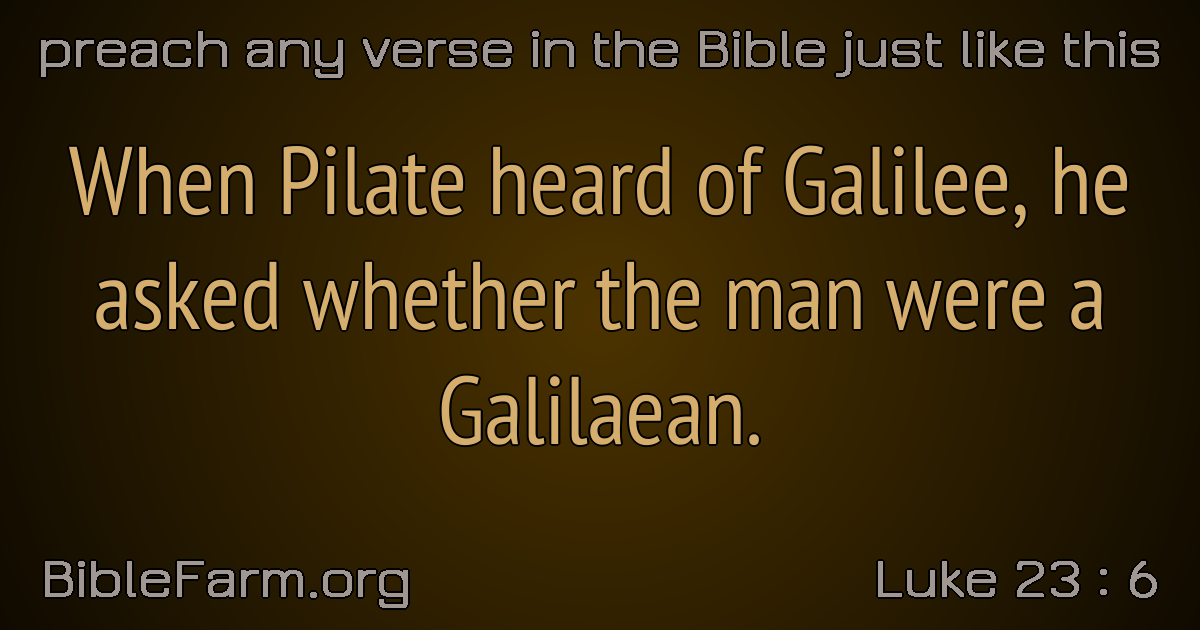 preach any verse in the Bible just like this
When Pilate heard of Galilee, he
asked whether the man were a
Galilaean.
BibleFarm.org
Luke 23 : 6